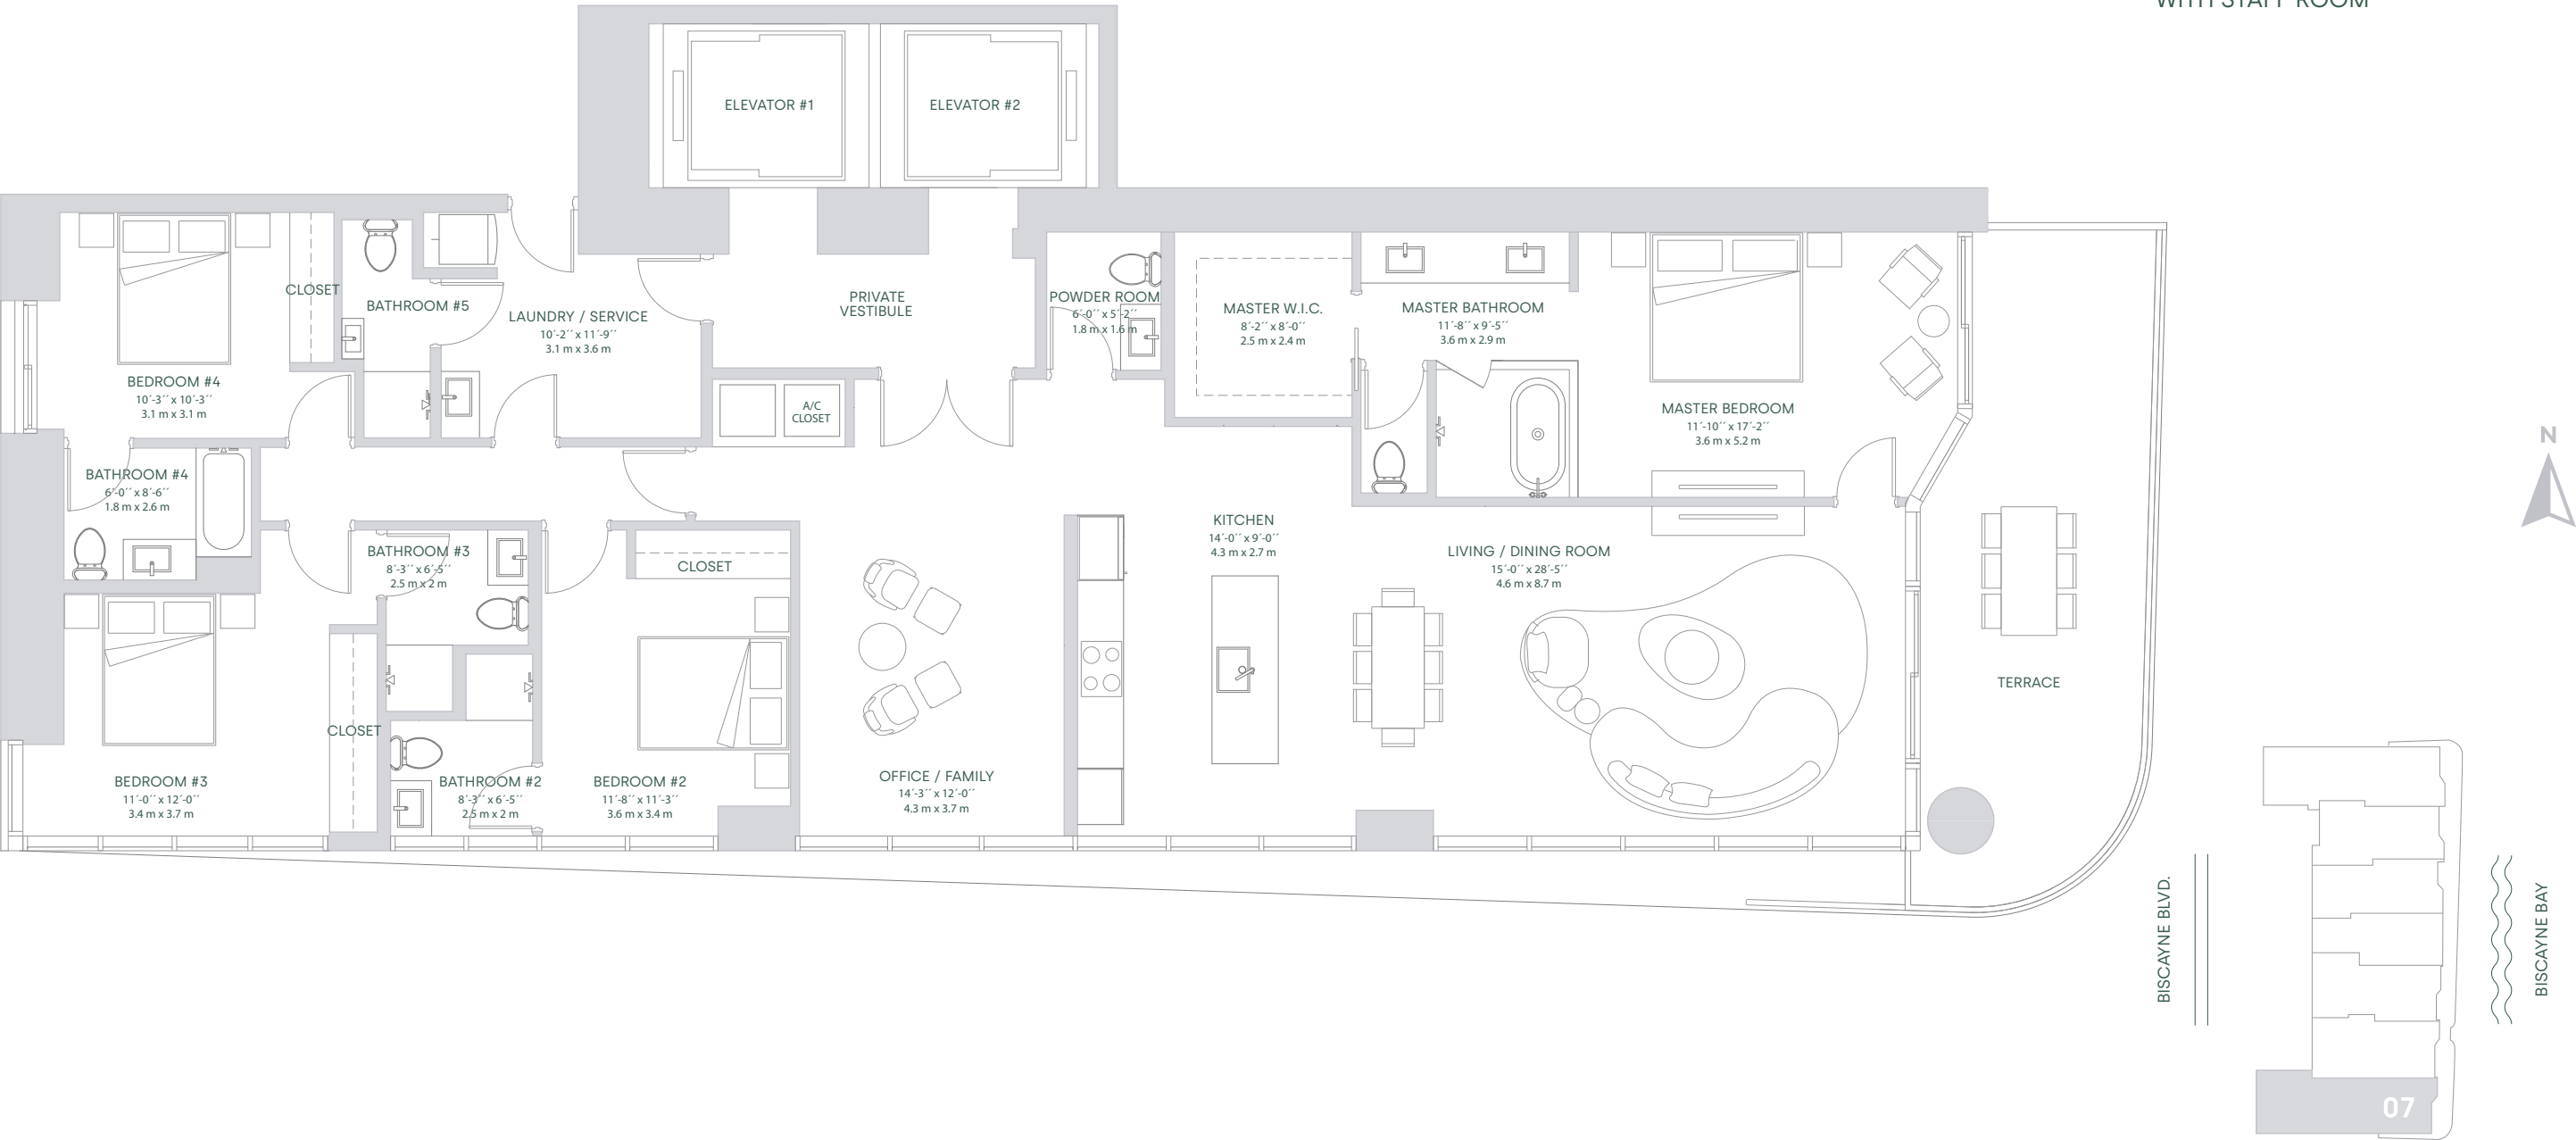 WITH STAFF ROOM
ELEVATOR #1
ELEVATOR #2
CLOSET
BATHROOM #5
LAUNDRY / SERVICE
10´-2´´ x 11´-9´´
3.1 m x 3.6 m
PRIVATE
VESTIBULE
POWDER ROOM
6´-0´´ x 5´-2´´
1.8 m x 1.6 m
MASTER W.I.C.
8´-2´´ x 8´-0´´
2.5 m x 2.4 m
MASTER BATHROOM
11´-8´´ x 9´-5´´
3.6 m x 2.9 m
BEDROOM #4
10´-3´´ x 10´-3´´
3.1 m x 3.1 m
A/C
CLOSET
MASTER BEDROOM
11´-10´´ x 17´-2´´
3.6 m x 5.2 m
N
BATHROOM #4
6´-0´´ x 8´-6´´
1.8 m x 2.6 m
BATHROOM #3
8´-3´´ x 6´-5´´
2.5 m x 2 m
CLOSET
KITCHEN
14´-0´´ x 9´-0´´
4.3 m x 2.7 m
LIVING / DINING ROOM
15´-0´´ x 28´-5´´
4.6 m x 8.7 m
TERRACE
CLOSET
BEDROOM #3
11´-0´´ x 12´-0´´
3.4 m x 3.7 m
BATHROOM #2
8´-3´´ x 6´-5´´
2.5 m x 2 m
BEDROOM #2
11´-8´´ x 11´-3´´
3.6 m x 3.4 m
OFFICE / FAMILY
14´-3´´ x 12´-0´´
4.3 m x 3.7 m
BISCAYNE BLVD.
BISCAYNE BAY
07